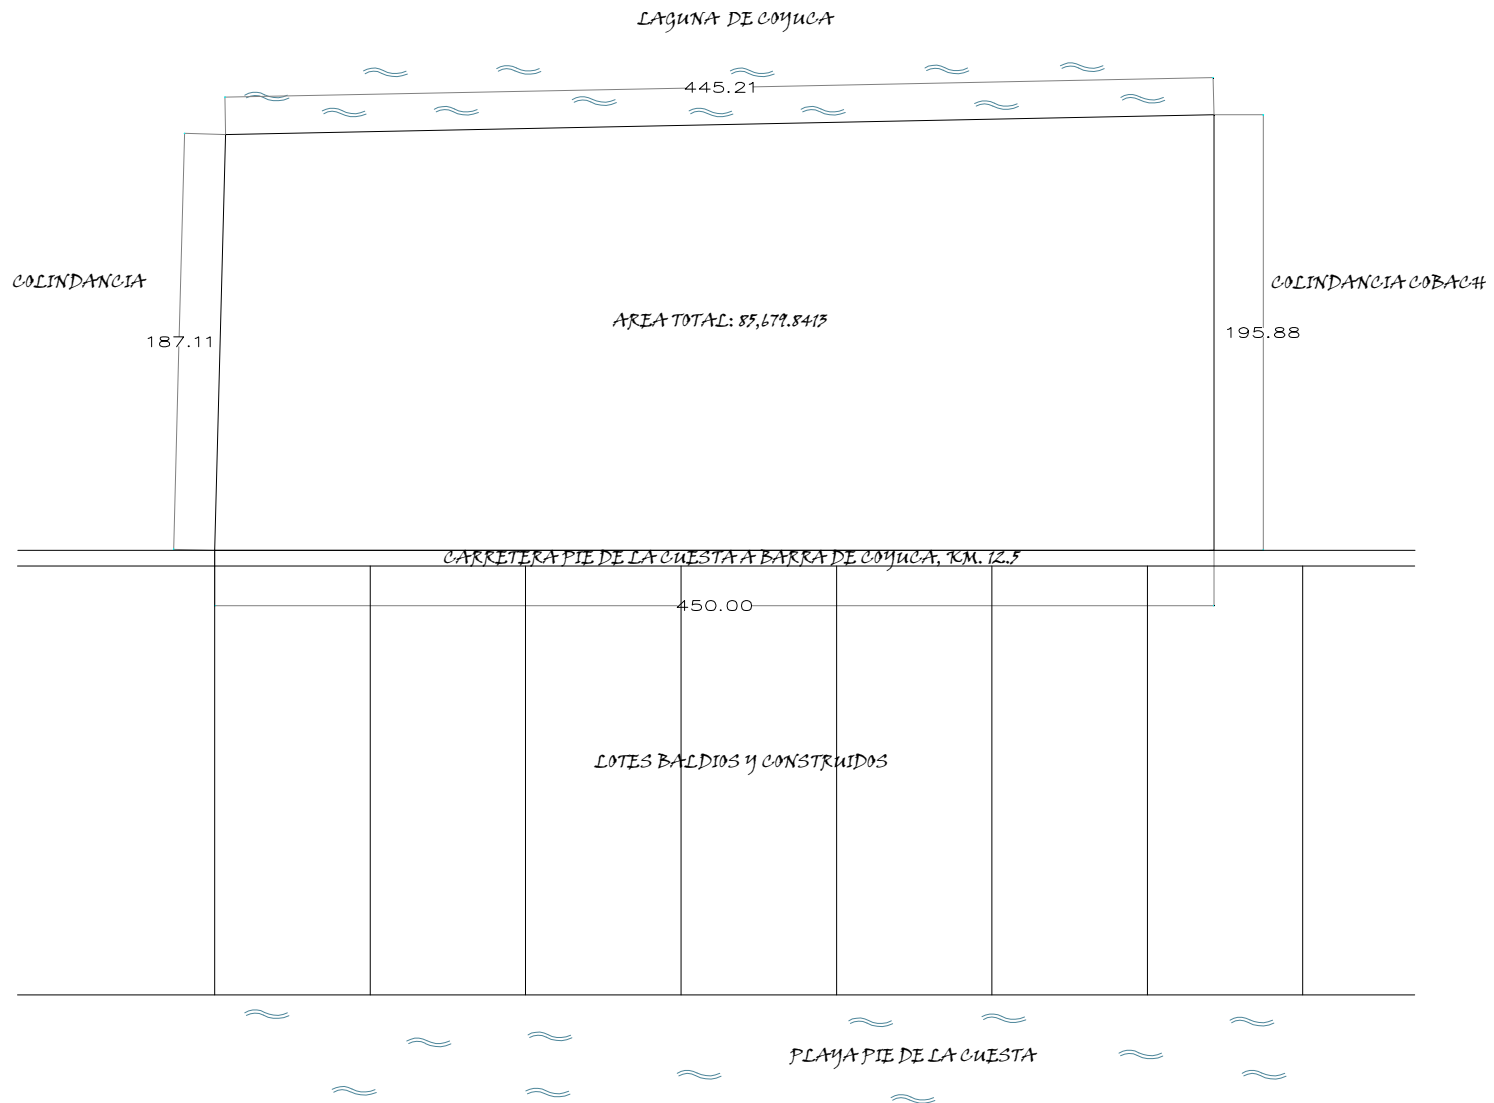 LAGUNA DE COYUCA
445.21
COLINDANCIA
COLINDANCIA COBACH
AREA TOTAL: 85,679.8413
187.11
195.88
CARRETERA PIE DE LA CUESTA A BARRA DE COYUCA, KM. 12.5
450.00
LOTES BALDIOS Y CONSTRUIDOS
PLAYA PIE DE LA CUESTA